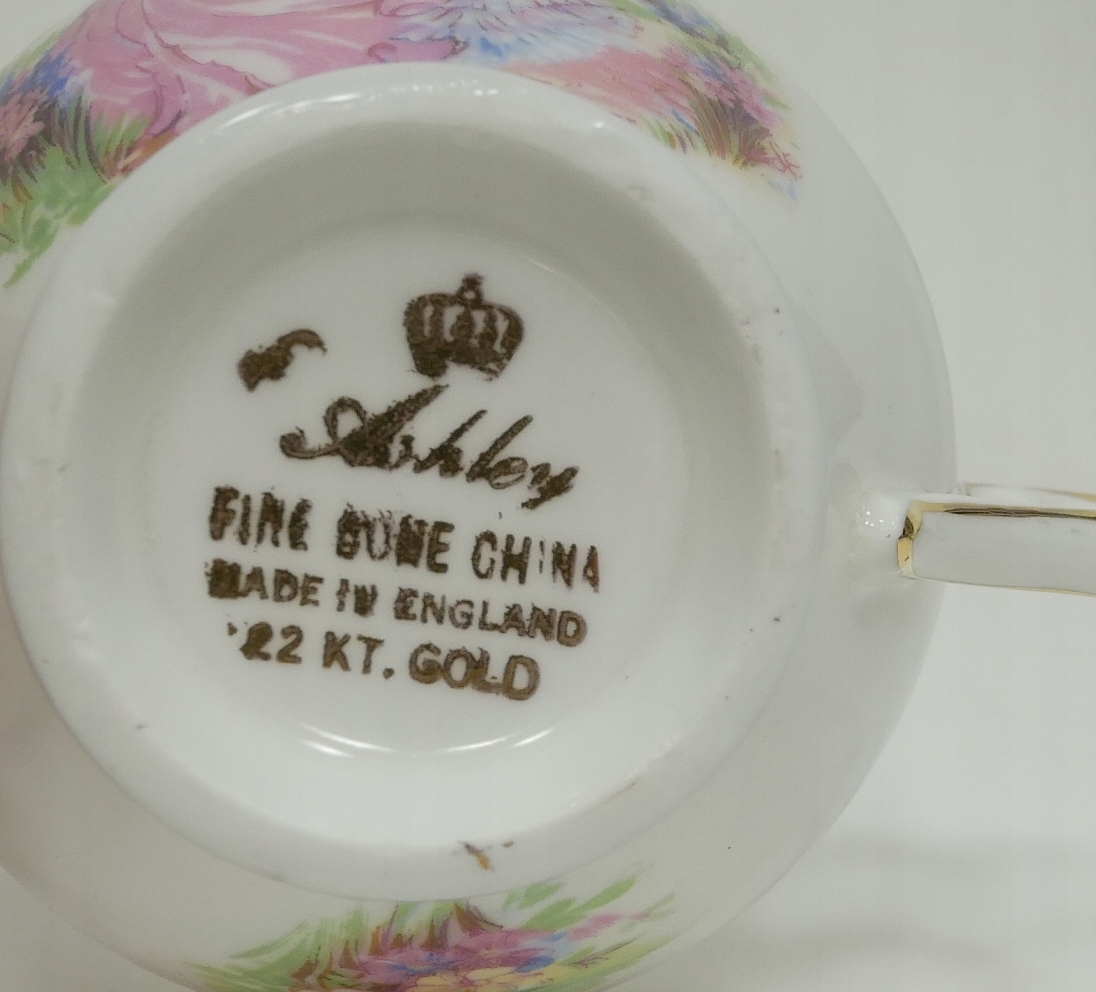 Ashley
FINE BONE CHINA
MADE IN ENGLAND
22 KT. GOLD